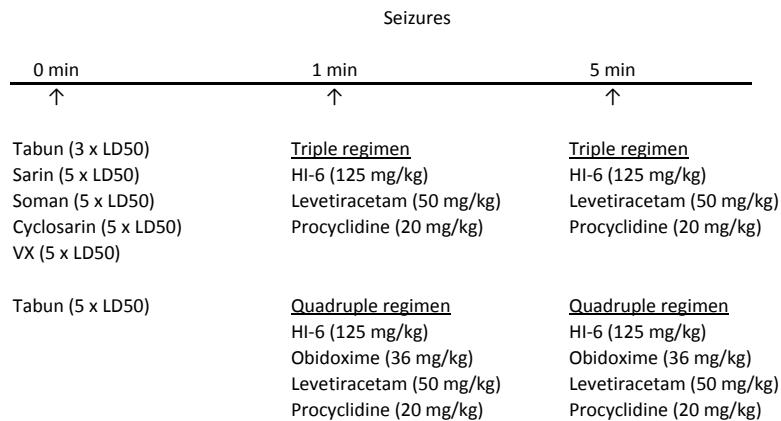 Seizures
0 min 1 min 5 min
↑ ↑ ↑
Tabun (3 x LD50) Triple regimen Triple regimen
Sarin (5 x LD50) HI-6 (125 mg/kg) HI-6 (125 mg/kg)
Soman (5 x LD50) Levetiracetam (50 mg/kg) Levetiracetam (50 mg/kg)
Cyclosarin (5 x LD50) Procyclidine (20 mg/kg) Procyclidine (20 mg/kg)
VX (5 x LD50)
Tabun (5 x LD50) Quadruple regimen Quadruple regimen
HI-6 (125 mg/kg) HI-6 (125 mg/kg)
Obidoxime (36 mg/kg) Obidoxime (36 mg/kg)
Levetiracetam (50 mg/kg) Levetiracetam (50 mg/kg)
Procyclidine (20 mg/kg) Procyclidine (20 mg/kg)